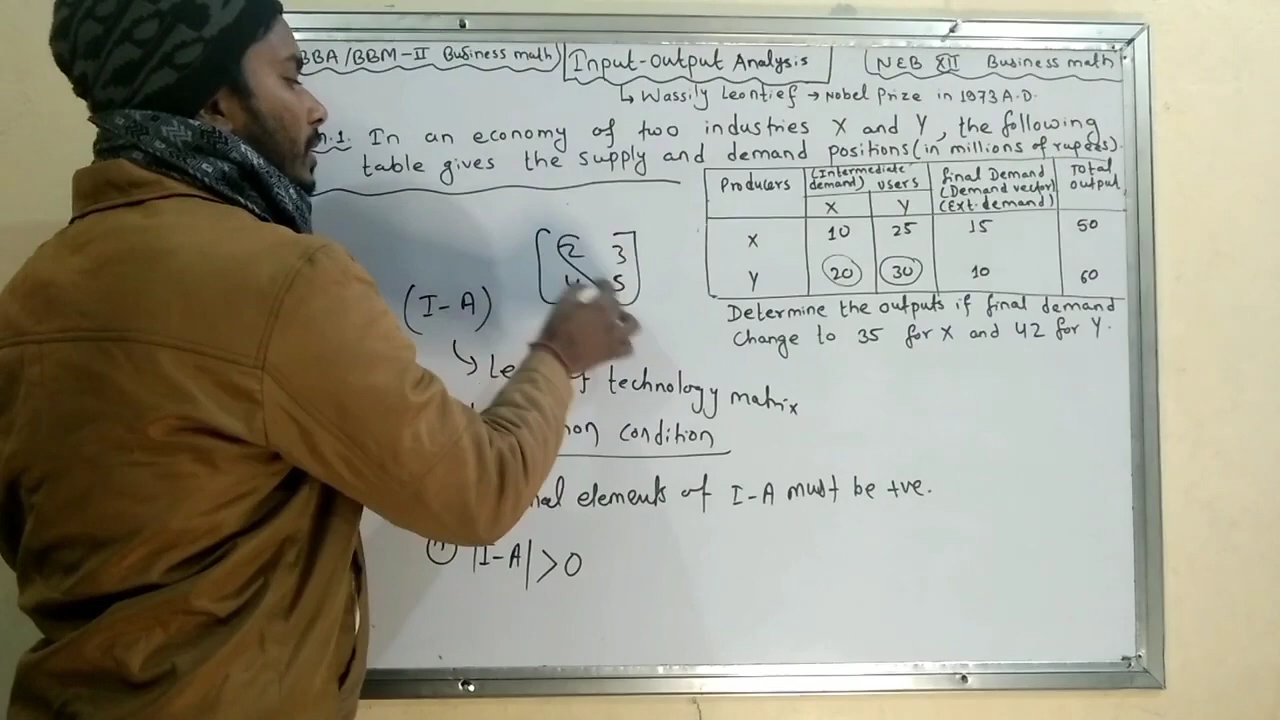 BBA/BBM-II Business math
Input-Output Analysis
NEB XII Business math
↳ Wassily Leontief → Nobel Prize in 1973 A.D.
n.1. In an economy of two industries X and Y, the following
table gives the supply and demand positions (in millions of rupees).
Producers (Intermediate demand) users Final Demand (Demand vector) (Ext. demand) Total output
X Y
X 10 25 15 50
Y 20 30 10 60
Determine the outputs if final demand
change to 35 for X and 42 for Y.
2 3
5
(I-A)
technology matrix
condition
elements of I-A must be +ve.
|I-A| > 0